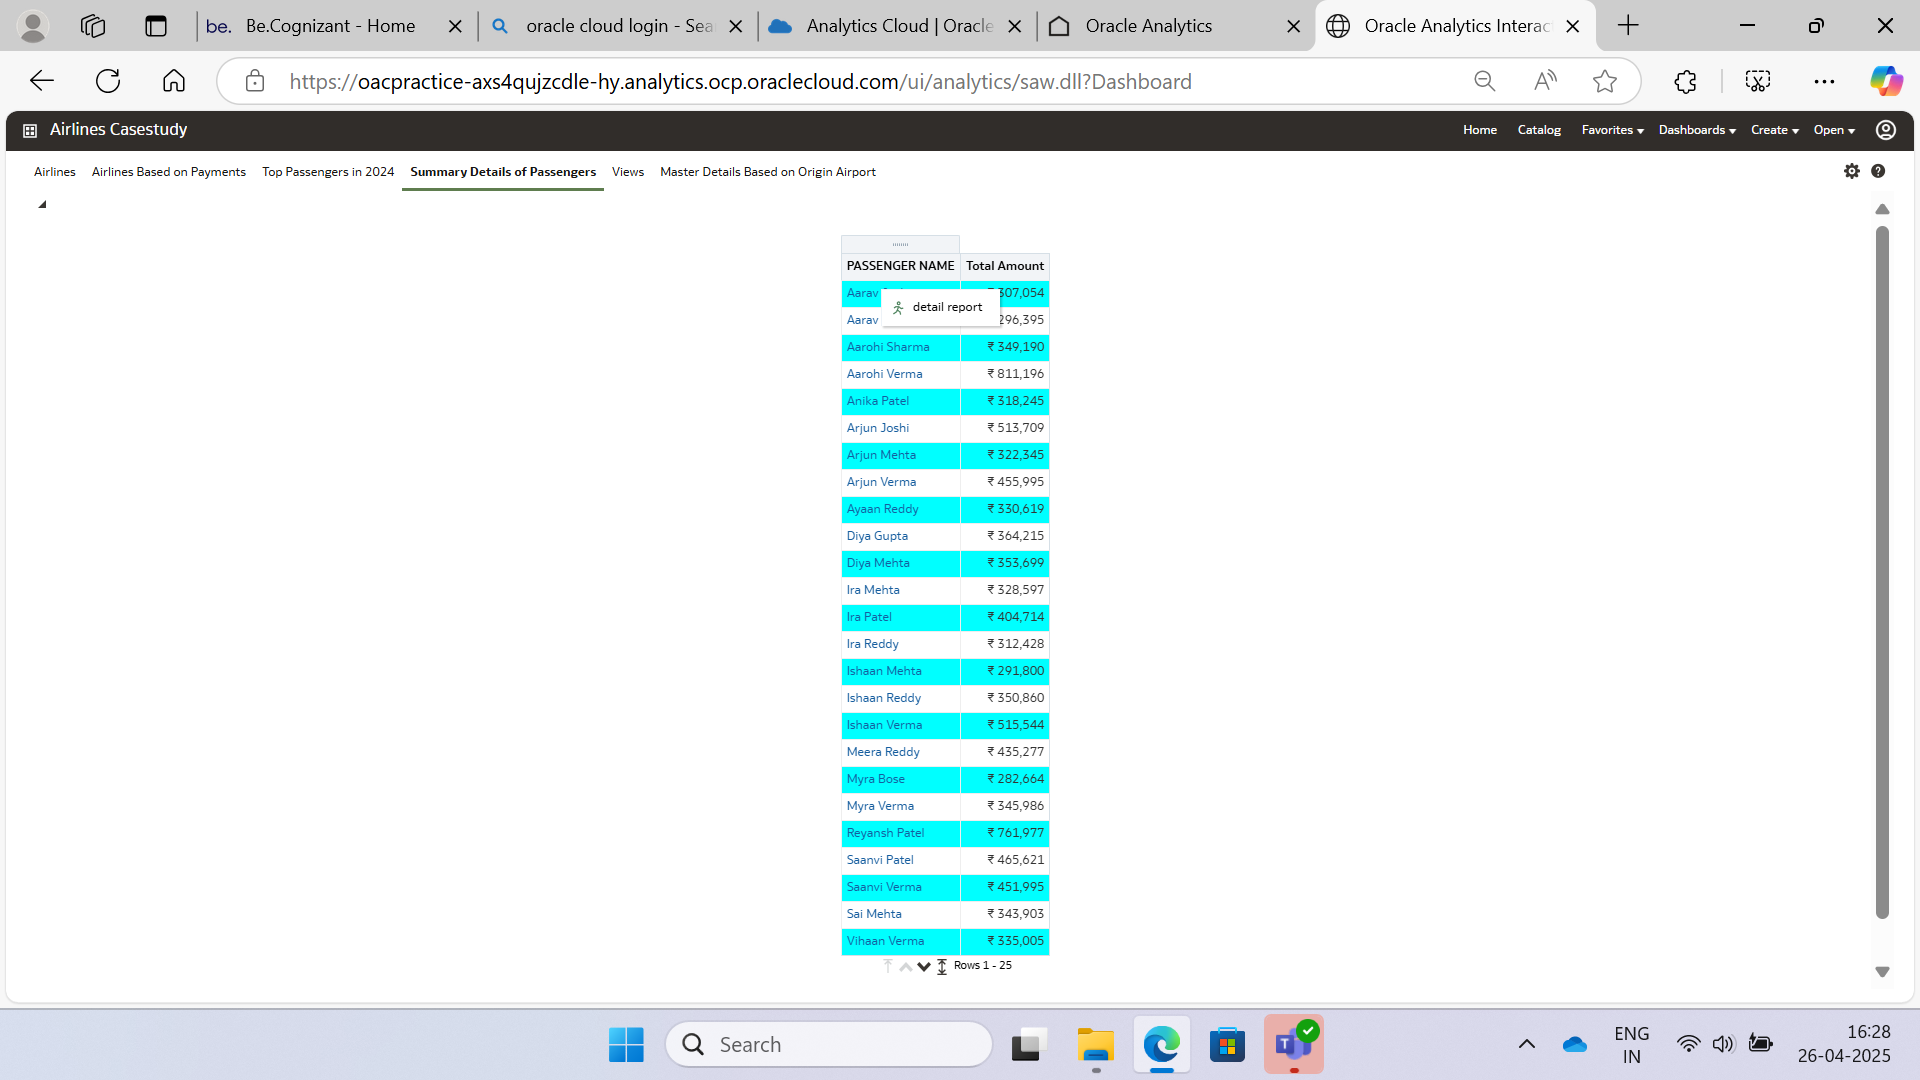 Be.Cognizant - Home
oracle cloud login - Sea
Analytics Cloud | Oracle
Oracle Analytics
Oracle Analytics Interac
https://oacpractice-axs4qujzcdle-hy.analytics.ocp.oraclecloud.com/ui/analytics/saw.dll?Dashboard
Airlines Casestudy
Home Catalog Favorites Dashboards Create Open
Airlines Airlines Based on Payments Top Passengers in 2024 Summary Details of Passengers Views Master Details Based on Origin Airport
PASSENGER NAME Total Amount
Aarav 307,054
detail report
Aarav 296,395
Aarohi Sharma ₹ 349,190
Aarohi Verma ₹ 811,196
Anika Patel ₹ 318,245
Arjun Joshi ₹ 513,709
Arjun Mehta ₹ 322,345
Arjun Verma ₹ 455,995
Ayaan Reddy ₹ 330,619
Diya Gupta ₹ 364,215
Diya Mehta ₹ 353,699
Ira Mehta ₹ 328,597
Ira Patel ₹ 404,714
Ira Reddy ₹ 312,428
Ishaan Mehta ₹ 291,800
Ishaan Reddy ₹ 350,860
Ishaan Verma ₹ 515,544
Meera Reddy ₹ 435,277
Myra Bose ₹ 282,664
Myra Verma ₹ 345,986
Reyansh Patel ₹ 761,977
Saanvi Patel ₹ 465,621
Saanvi Verma ₹ 451,995
Sai Mehta ₹ 343,903
Vihaan Verma ₹ 335,005
Rows 1 - 25
Search
ENG
IN
16:28
26-04-2025